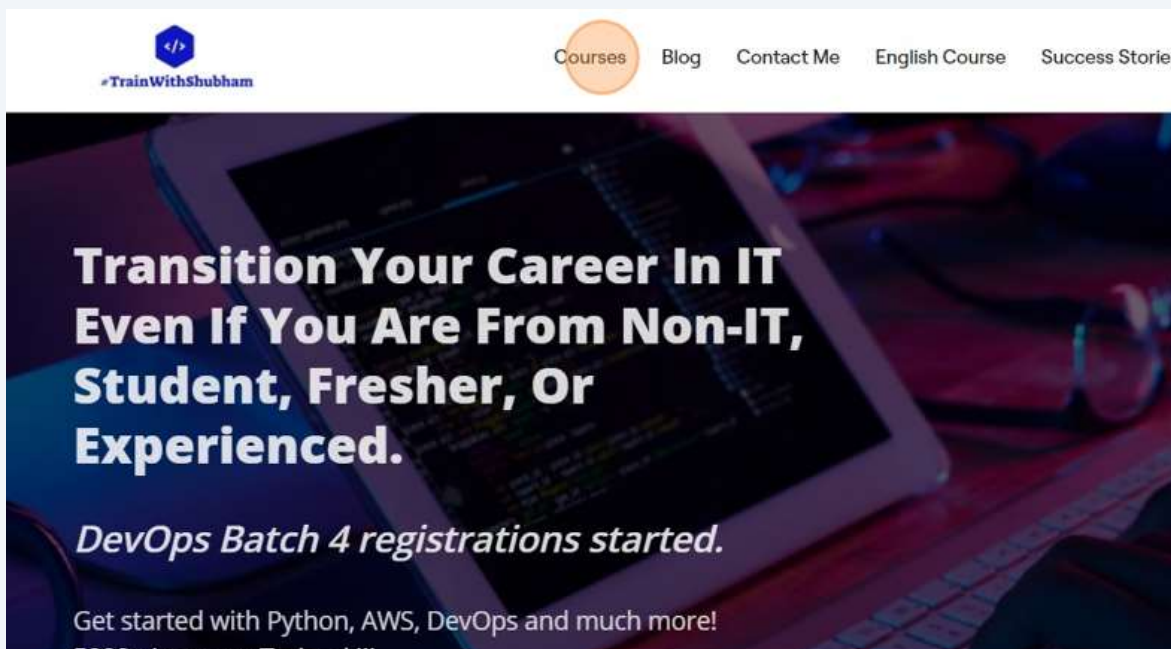 </>
#TrainWithShubham
Courses Blog Contact Me English Course Success Storie
Transition Your Career In IT
Even If You Are From Non-IT,
Student, Fresher, Or
Experienced.
DevOps Batch 4 registrations started.
Get started with Python, AWS, DevOps and much more!